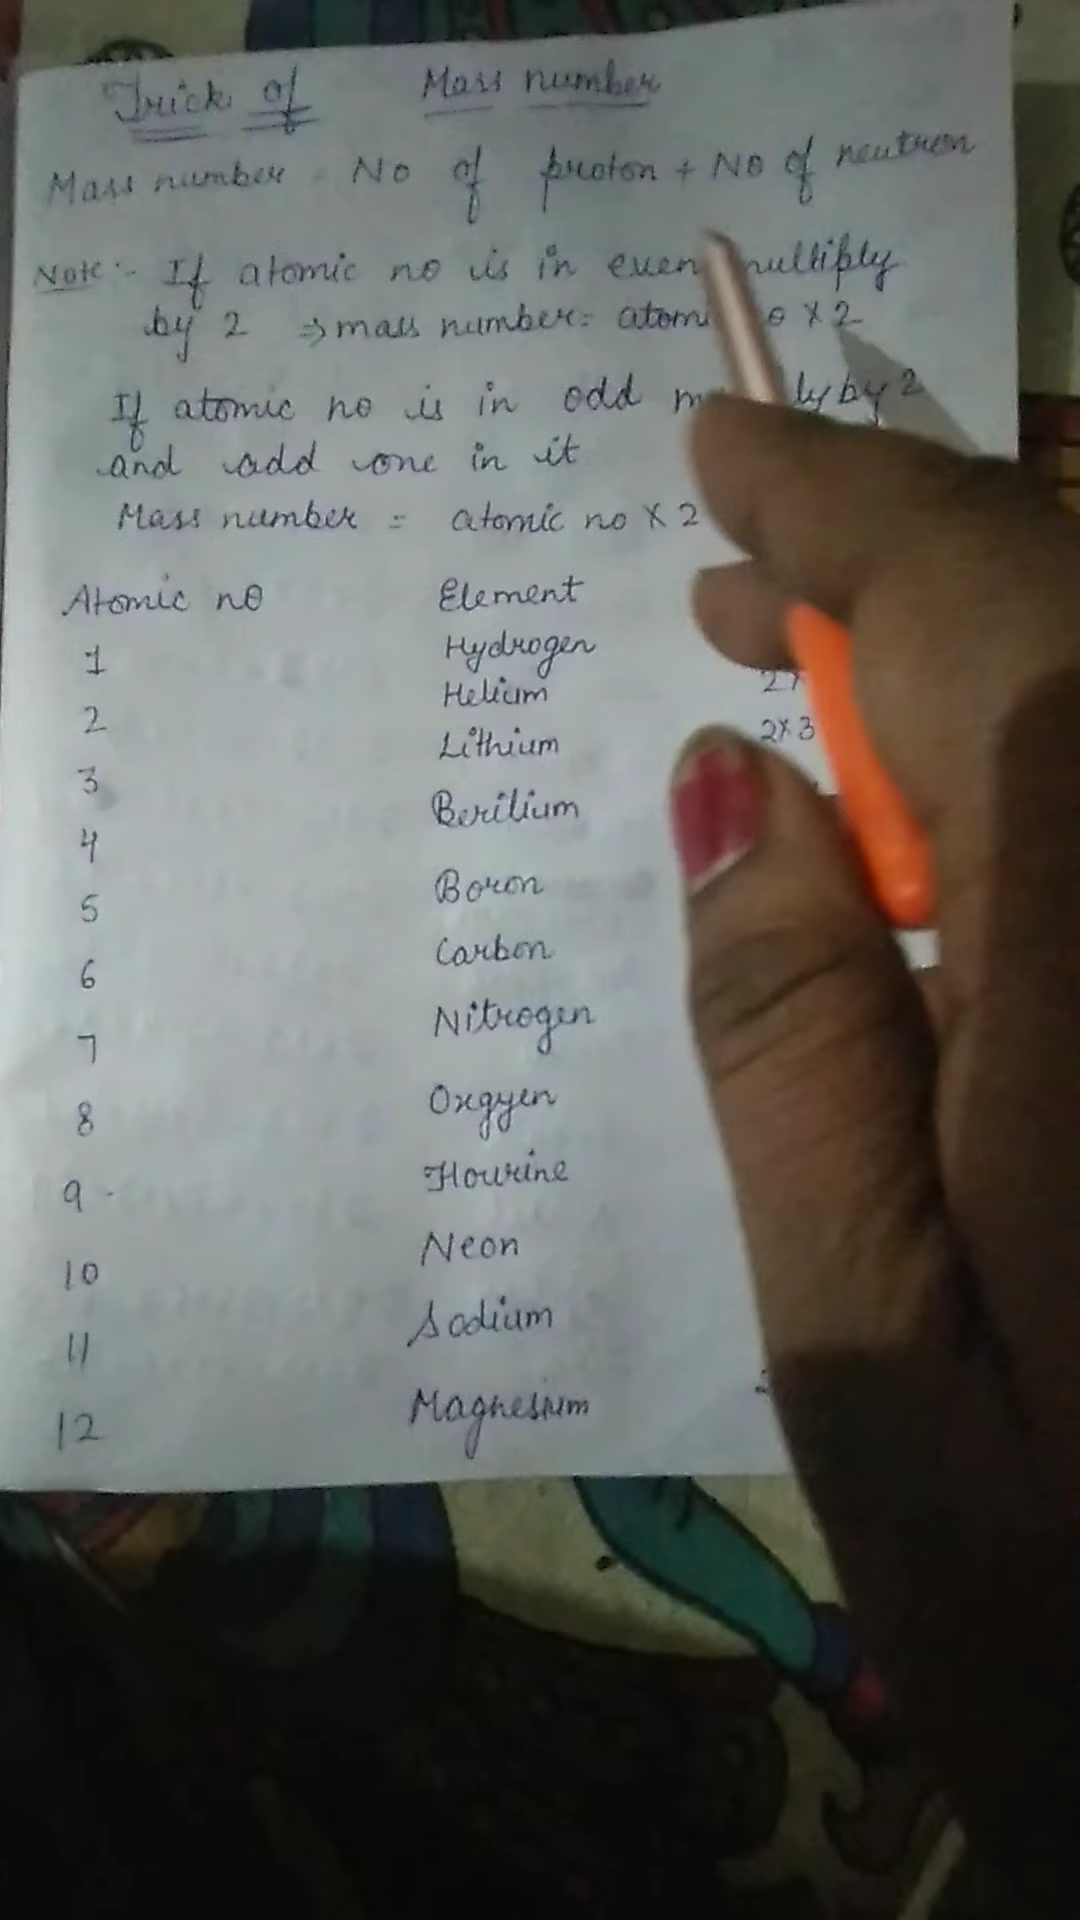 Trick of Mass number
Mass number = No of proton + No of neutron
Note :- If atomic no is in even multiply
by 2 ⇒ mass number = × 2
If atomic no is in odd by 2
and add one in it
Mass number = atomic no × 2
Atomic no Element
1 Hydrogen
2 Helium
3 Lithium 2×3
4 Berilium
5 Boron
6 Carbon
7 Nitrogen
8 Oxgyen
9 Flourine
10 Neon
11 Sodium
12 Magnesium